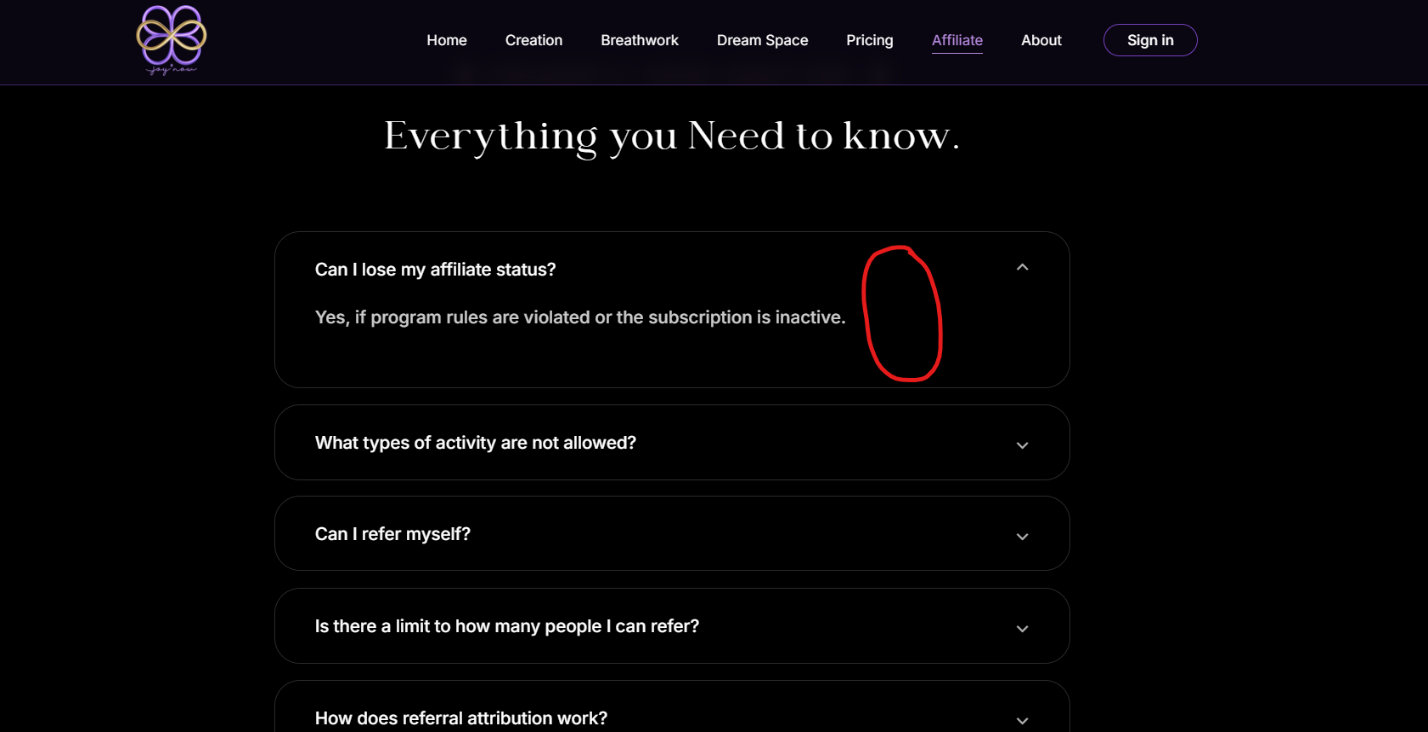 joy*now
Home Creation Breathwork Dream Space Pricing Affiliate About Sign in
Everything you Need to know.
Can I lose my affiliate status?
Yes, if program rules are violated or the subscription is inactive.
What types of activity are not allowed?
Can I refer myself?
Is there a limit to how many people I can refer?
How does referral attribution work?